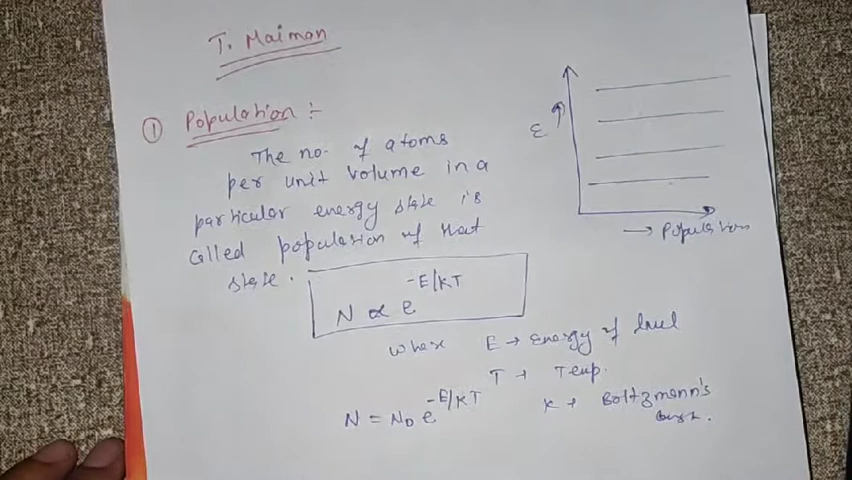 T. Maiman
① Population :-
The no. of atoms
per unit volume in a
particular energy state is
called population of that
state.
N ∝ e^-E/KT
where E → Energy of level
T → Temp.
K → Boltzmann's
const.
N = N₀ e^-E/KT
E
→ Population